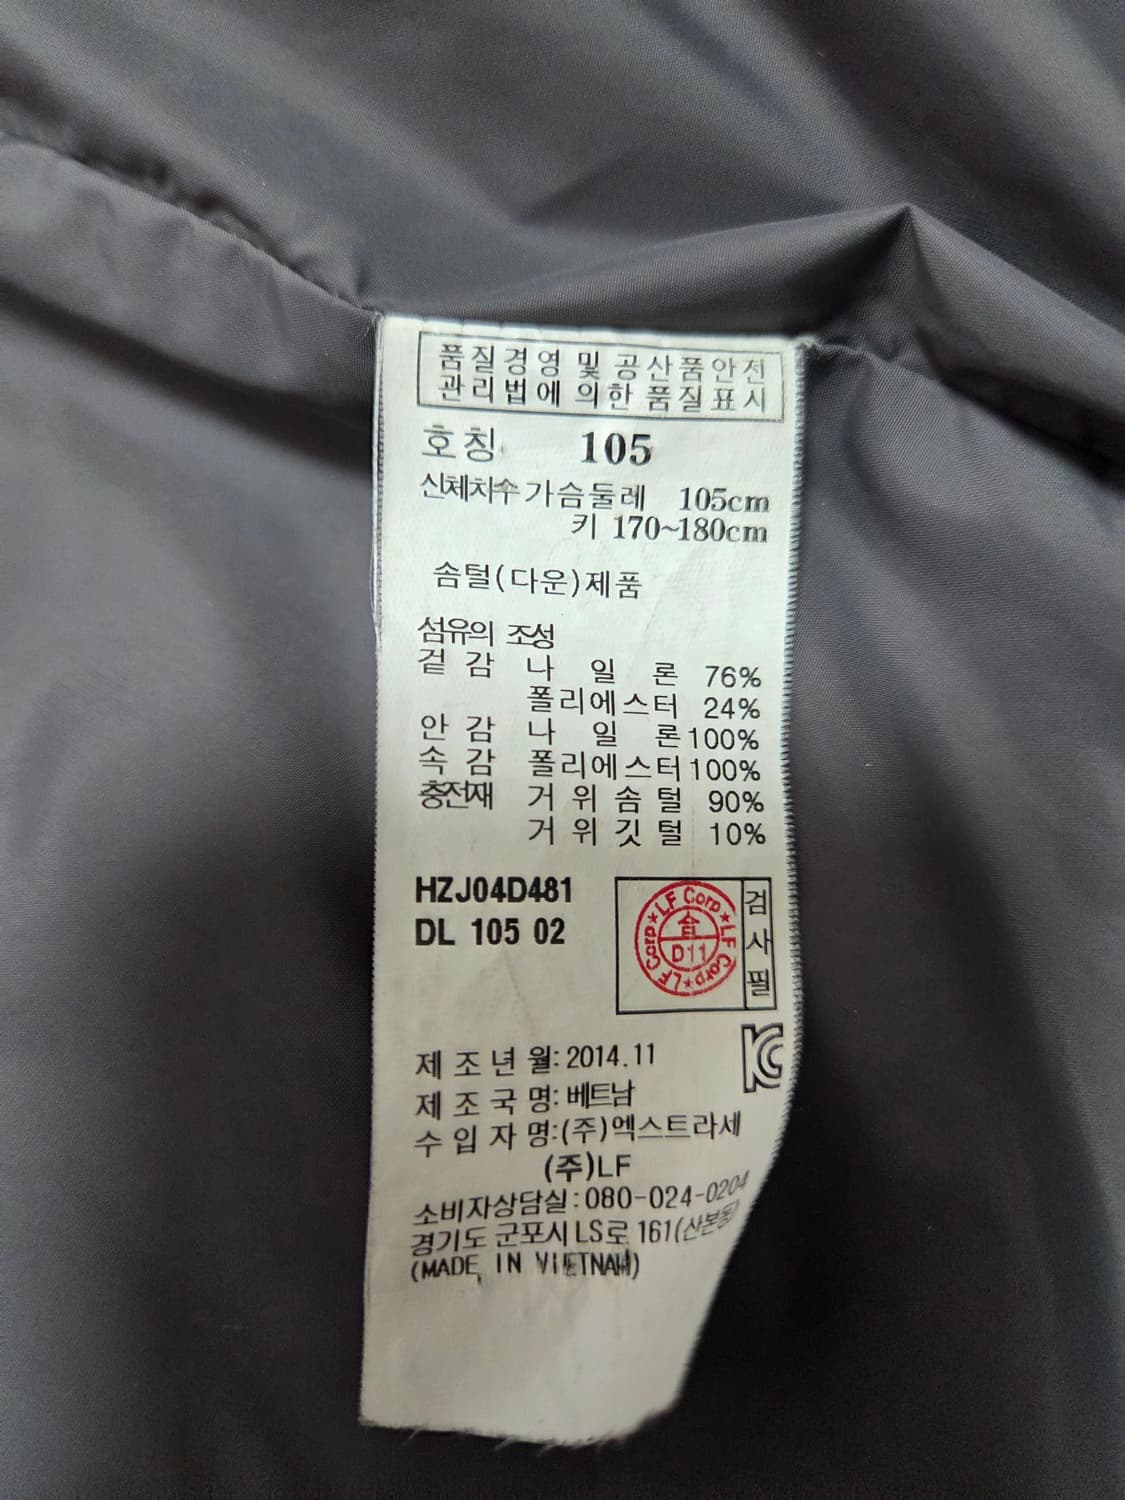 품질경영 및 공산품안전
관리법에 의한 품질표시
호칭 105
신체치수 가슴둘레 105cm
키 170~180cm
솜털(다운)제품
섬유의 조성
겉감 나일론 76%
폴리에스터 24%
안감 나일론 100%
속감 폴리에스터 100%
충전재 거위솜털 90%
거위깃털 10%
HZJ04D481
DL 105 02
LF Corp★LF Corp★LF Corp★
合
D11
검사필
제조년월: 2014.11
제조국명: 베트남
수입자명:(주)엑스트라세
(주)LF
소비자상담실: 080-024-0204
경기도 군포시 LS로 161(산본동)
(MADE IN VIETNAM)